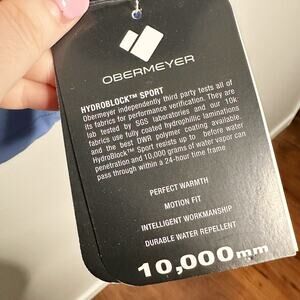 OBERMEYER
HYDROBLOCK™ SPORT
Obermeyer independently third party tests all of
its fabrics for performance verification. They are
lab tested by SGS laboratories and our 10k
fabrics use fully coated hydrophilic laminations
and the best DWR polymer coating available.
HydroBlock™ Sport resists up to before water
penetration and 10,000 grams of water vapor can
pass through within a 24-hour time frame
PERFECT WARMTH
MOTION FIT
INTELLIGENT WORKMANSHIP
DURABLE WATER REPELLENT
10,000mm